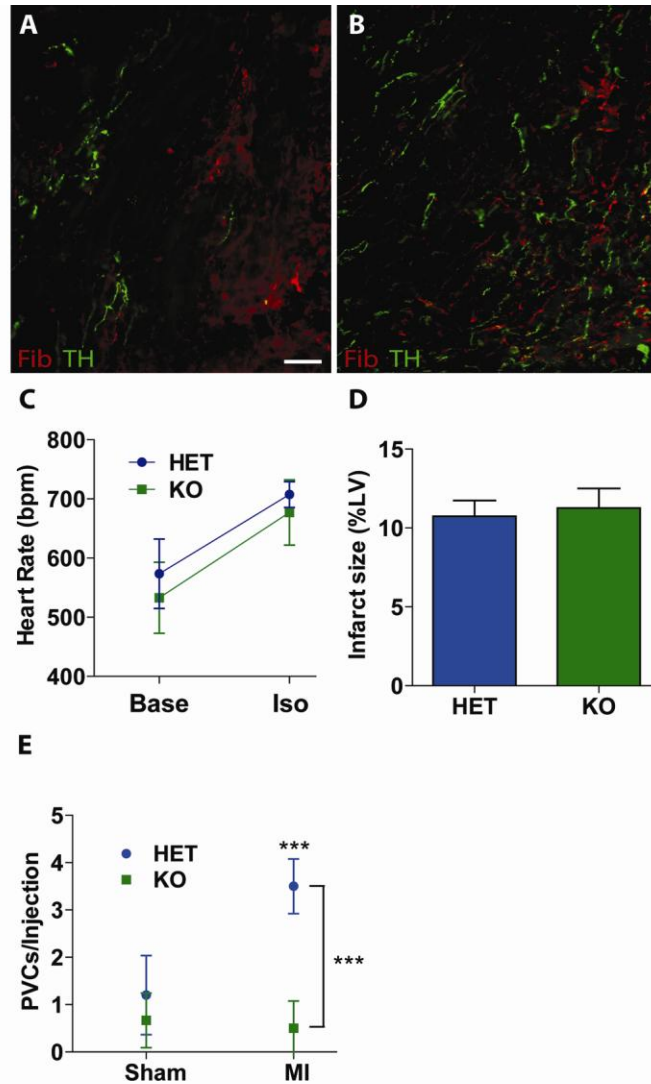 A
B
Fib TH
Fib TH
C
D
Heart Rate (bpm)
800
700
600
500
400
HET
KO
Base Iso
Infarct size (%LV)
15
10
5
0
HET KO
E
PVCs/Injection
5
4
3
2
1
0
HET
KO
***
***
Sham MI